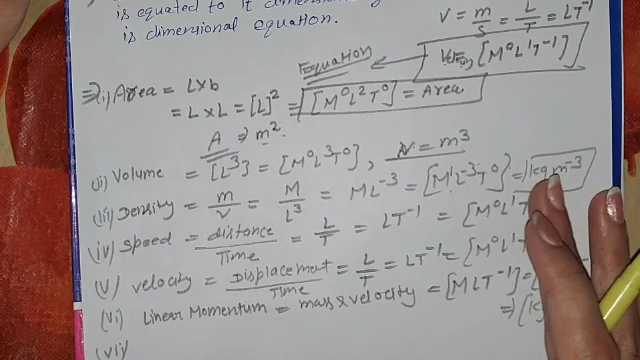 is equated to it dimensional
is dimensional equation.
V = m/s = L/T = LT⁻¹
[M⁰L¹T⁻¹]
Equation
(i) Area = L×b
= L×L = [L]² = [M⁰L²T⁰] = Area
A ⇒ m².
(ii) Volume = [L³] = [M⁰L³T⁰], V = m³
(iii) Density = m/V = M/L³ = ML⁻³ = [M¹L⁻³T⁰] = kg m⁻³
(iv) Speed = distance/Time = L/T = LT⁻¹ = [M⁰L¹T
(v) velocity = Displacement/Time = L/T = LT⁻¹ = [M⁰L¹T
(vi) Linear Momentum = mass × velocity = [MLT⁻¹] =
⇒ [k
(vii)